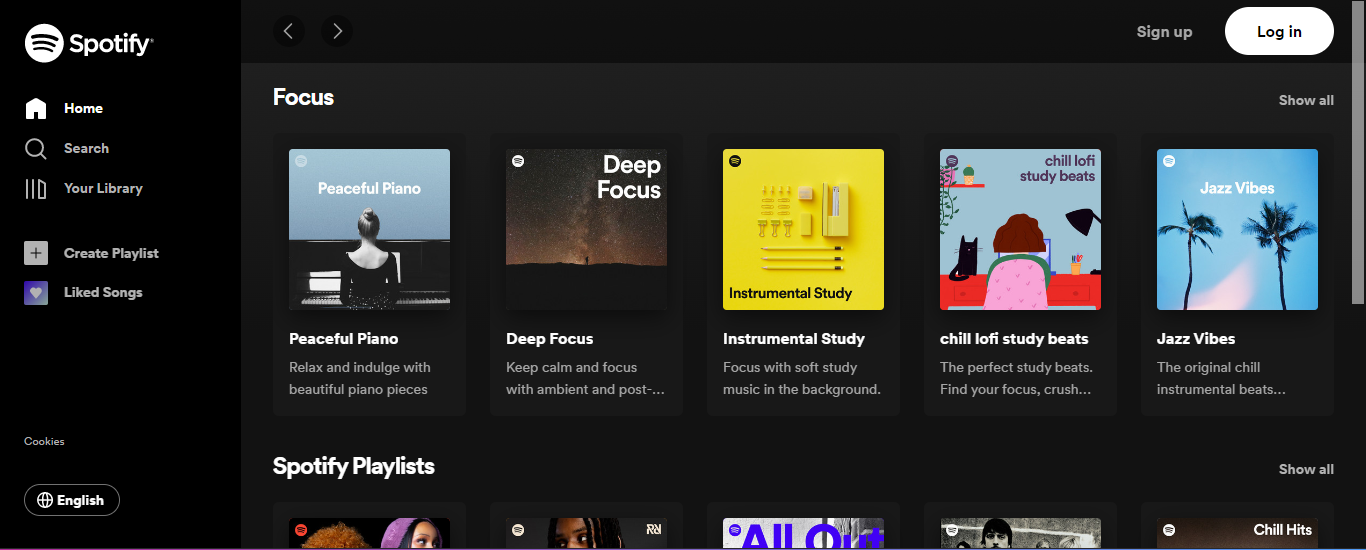 Spotify
Home
Search
Your Library
Create Playlist
Liked Songs
Cookies
English
Sign up
Log in
Focus
Show all
Peaceful Piano
Peaceful Piano
Relax and indulge with
beautiful piano pieces
Deep
Focus
Deep Focus
Keep calm and focus
with ambient and post-...
Instrumental Study
Instrumental Study
Focus with soft study
music in the background.
chill lofi
study beats
chill lofi study beats
The perfect study beats.
Find your focus, crush...
Jazz Vibes
Jazz Vibes
The original chill
instrumental beats...
Spotify Playlists
Show all
All Out
Chill Hits